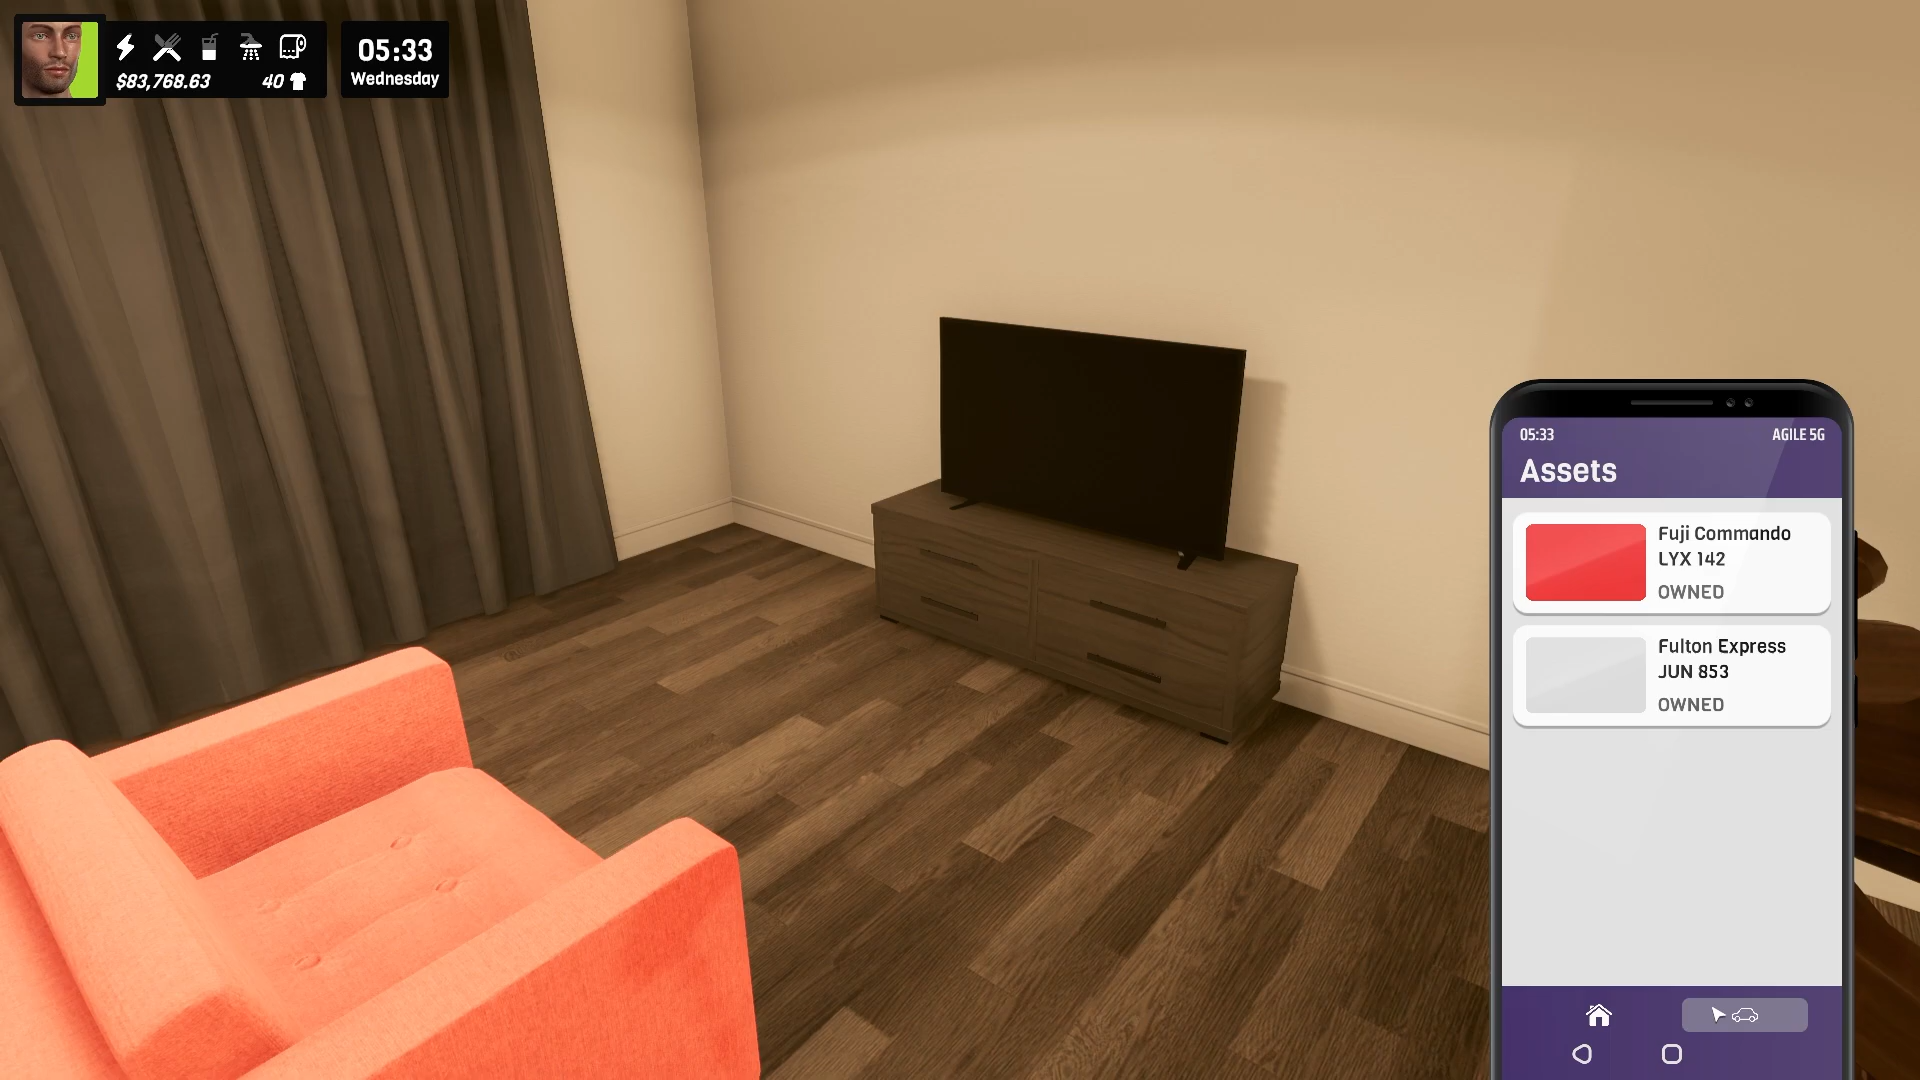 $83,768.63
40
05:33
Wednesday
05:33
AGILE 5G
Assets
Fuji Commando
LYX 142
OWNED
Fulton Express
JUN 853
OWNED